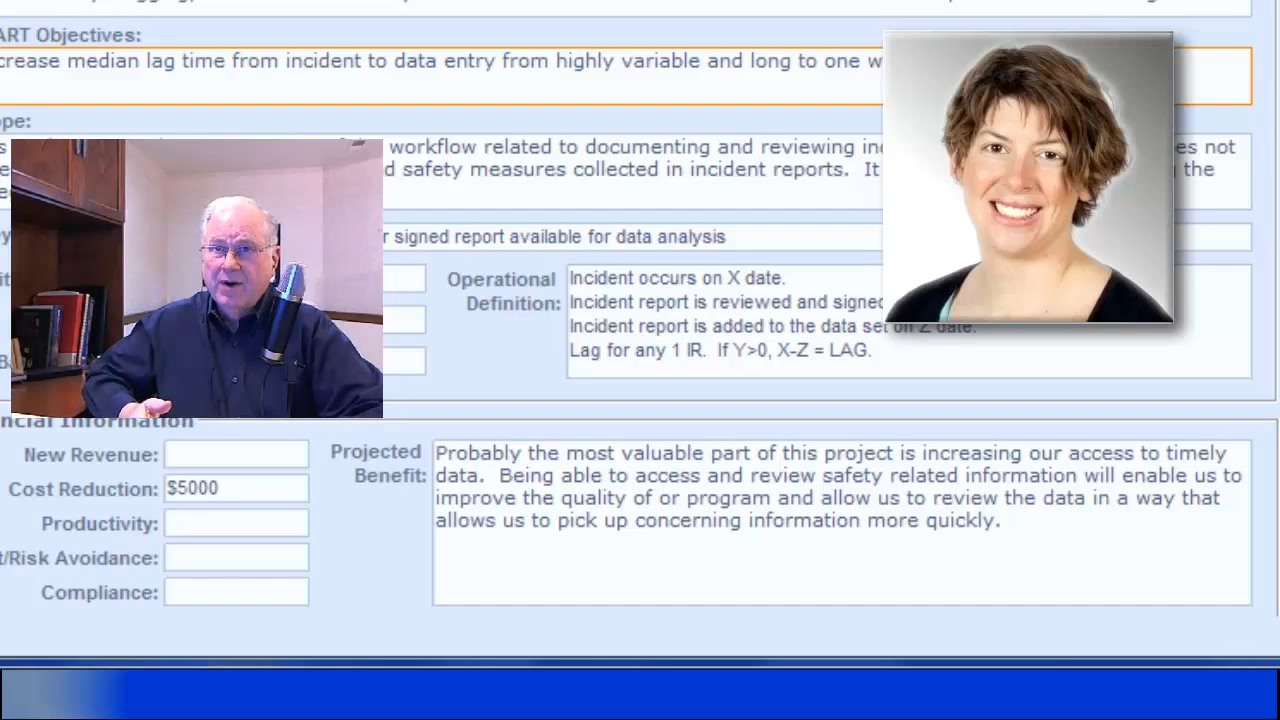 ART Objectives:
crease median lag time from incident to data entry from highly variable and long to one w
ope:
workflow related to documenting and reviewing in
es not
d safety measures collected in incident reports. It
the
r signed report available for data analysis
Operational
Definition:
Incident occurs on X date.
Incident report is reviewed and signed
Incident report is added to the data set on Z date.
Lag for any 1 IR. If Y>0, X-Z = LAG.
ncial Information
New Revenue:
Cost Reduction: $5000
Productivity:
t/Risk Avoidance:
Compliance:
Projected
Benefit:
Probably the most valuable part of this project is increasing our access to timely
data. Being able to access and review safety related information will enable us to
improve the quality of or program and allow us to review the data in a way that
allows us to pick up concerning information more quickly.